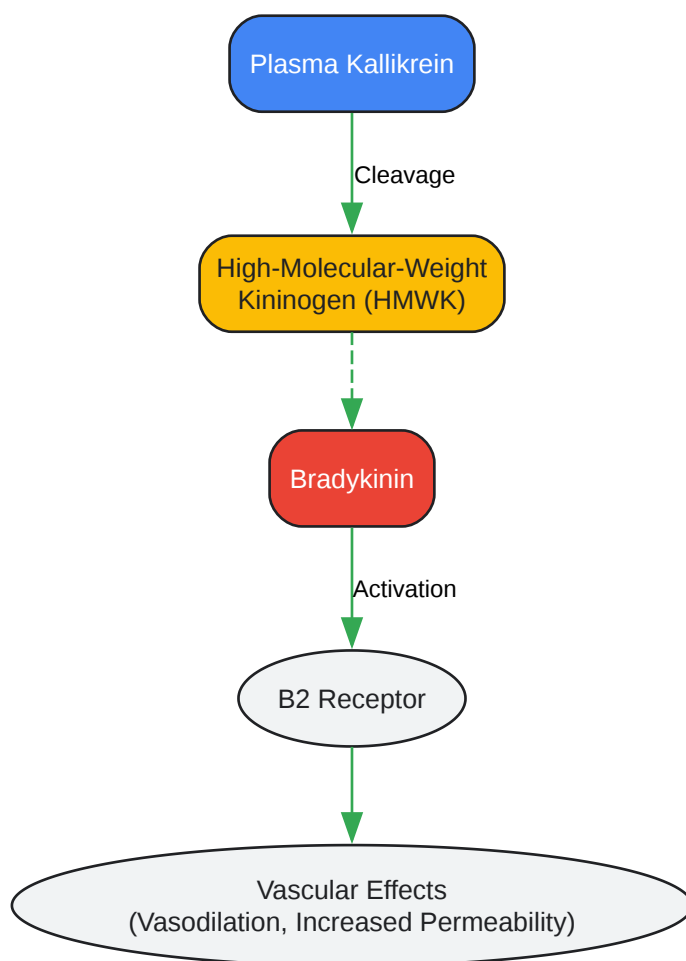 Plasma Kallikrein
Cleavage
High-Molecular-Weight
Kininogen (HMWK)
Bradykinin
Activation
B2 Receptor
Vascular Effects
(Vasodilation, Increased Permeability)